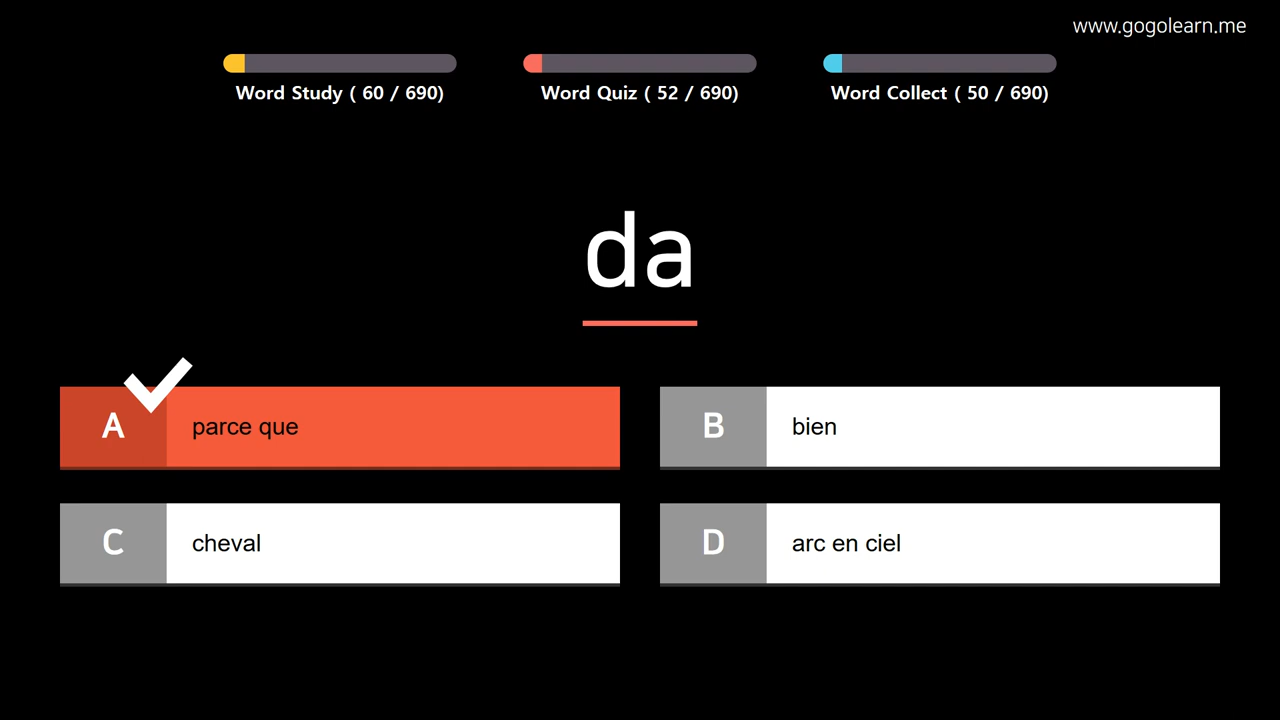 www.gogolearn.me
Word Study ( 60 / 690)
Word Quiz ( 52 / 690)
Word Collect ( 50 / 690)
da
A parce que
B bien
C cheval
D arc en ciel